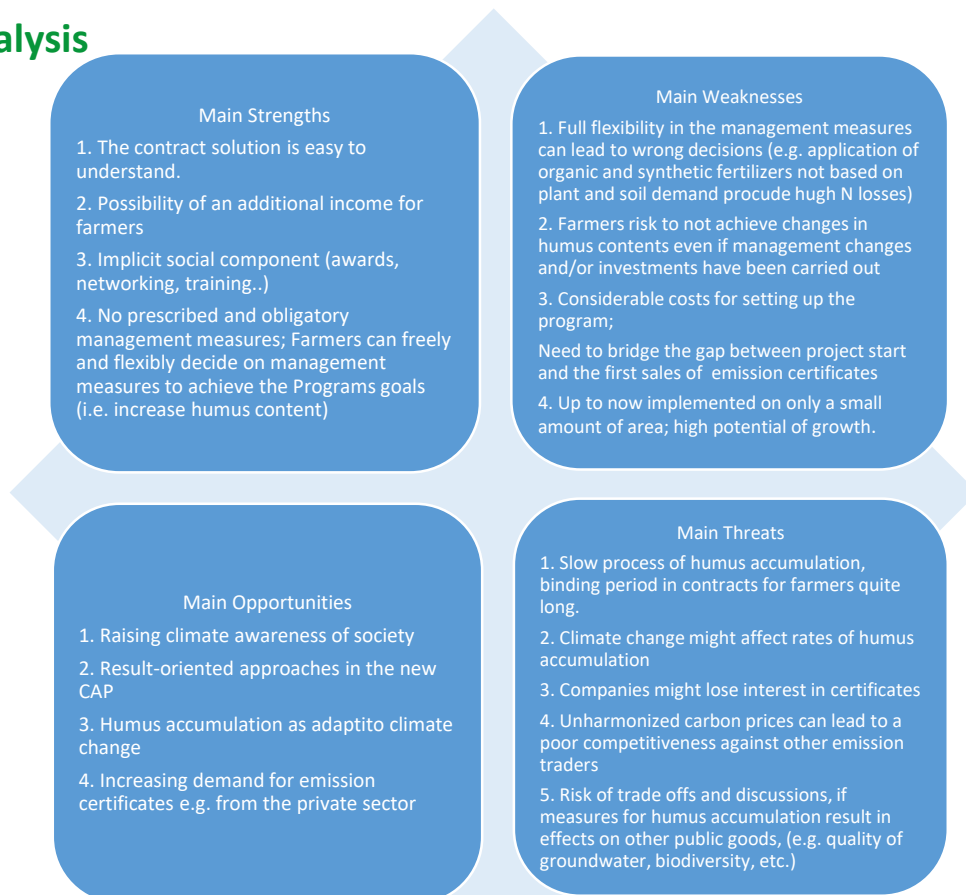 alysis
Main Strengths
1. The contract solution is easy to
understand.
2. Possibility of an additional income for
farmers
3. Implicit social component (awards,
networking, training..)
4. No prescribed and obligatory
management measures; Farmers can freely
and flexibly decide on management
measures to achieve the Programs goals
(i.e. increase humus content)
Main Weaknesses
1. Full flexibility in the management measures
can lead to wrong decisions (e.g. application of
organic and synthetic fertilizers not based on
plant and soil demand procude hugh N losses)
2. Farmers risk to not achieve changes in
humus contents even if management changes
and/or investments have been carried out
3. Considerable costs for setting up the
program;
Need to bridge the gap between project start
and the first sales of  emission certificates
4. Up to now implemented on only a small
amount of area; high potential of growth.
Main Opportunities
1. Raising climate awareness of society
2. Result-oriented approaches in the new
CAP
3. Humus accumulation as adaptito climate
change
4. Increasing demand for emission
certificates e.g. from the private sector
Main Threats
1. Slow process of humus accumulation,
binding period in contracts for farmers quite
long.
2. Climate change might affect rates of humus
accumulation
3. Companies might lose interest in certificates
4. Unharmonized carbon prices can lead to a
poor competitiveness against other emission
traders
5. Risk of trade offs and discussions, if
measures for humus accumulation result in
effects on other public goods, (e.g. quality of
groundwater, biodiversity, etc.)